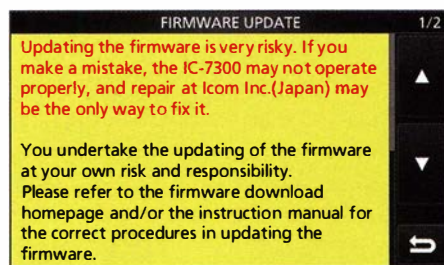 FIRMWARE UPDATE 1/2
Updating the firmware is very risky. If you
make a mistake, the IC-7300 may not operate
properly, and repair at Icom Inc.(Japan) may
be the only way to fix it.
You undertake the updating of the firmware
at your own risk and responsibility.
Please refer to the firmware download
homepage and/or the instruction manual for
the correct procedures in updating the
firmware.